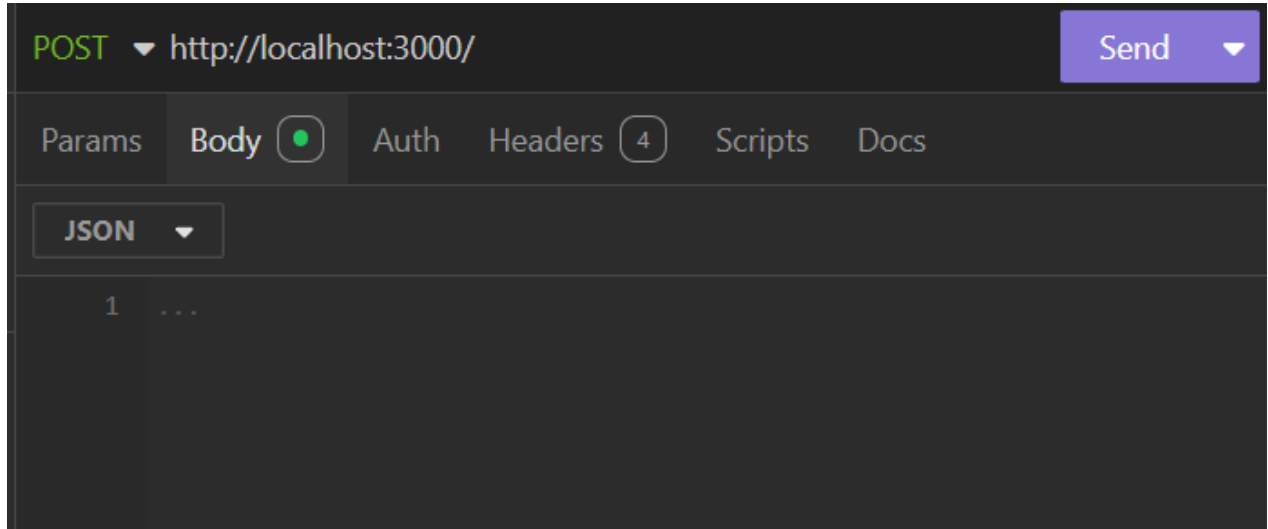 POST http://localhost:3000/ Send
Params Body Auth Headers 4 Scripts Docs
JSON
1 ...